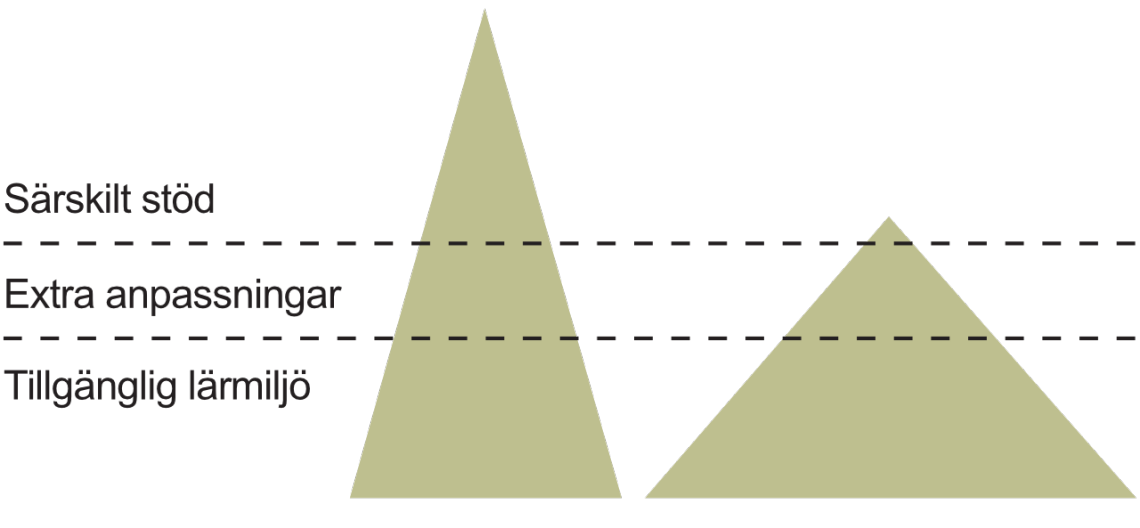 Särskilt stöd
Extra anpassningar
Tillgänglig lärmiljö